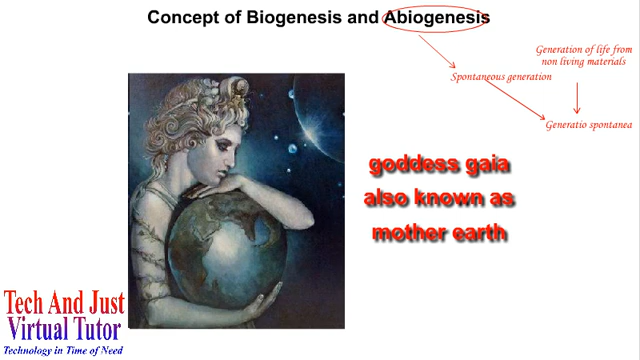 Concept of Biogenesis and Abiogenesis
Generation of life from
non living materials
Spontaneous generation
Generatio spontanea
goddess gaia
also known as
mother earth
Tech And Just
Virtual Tutor
Technology in Time of Need